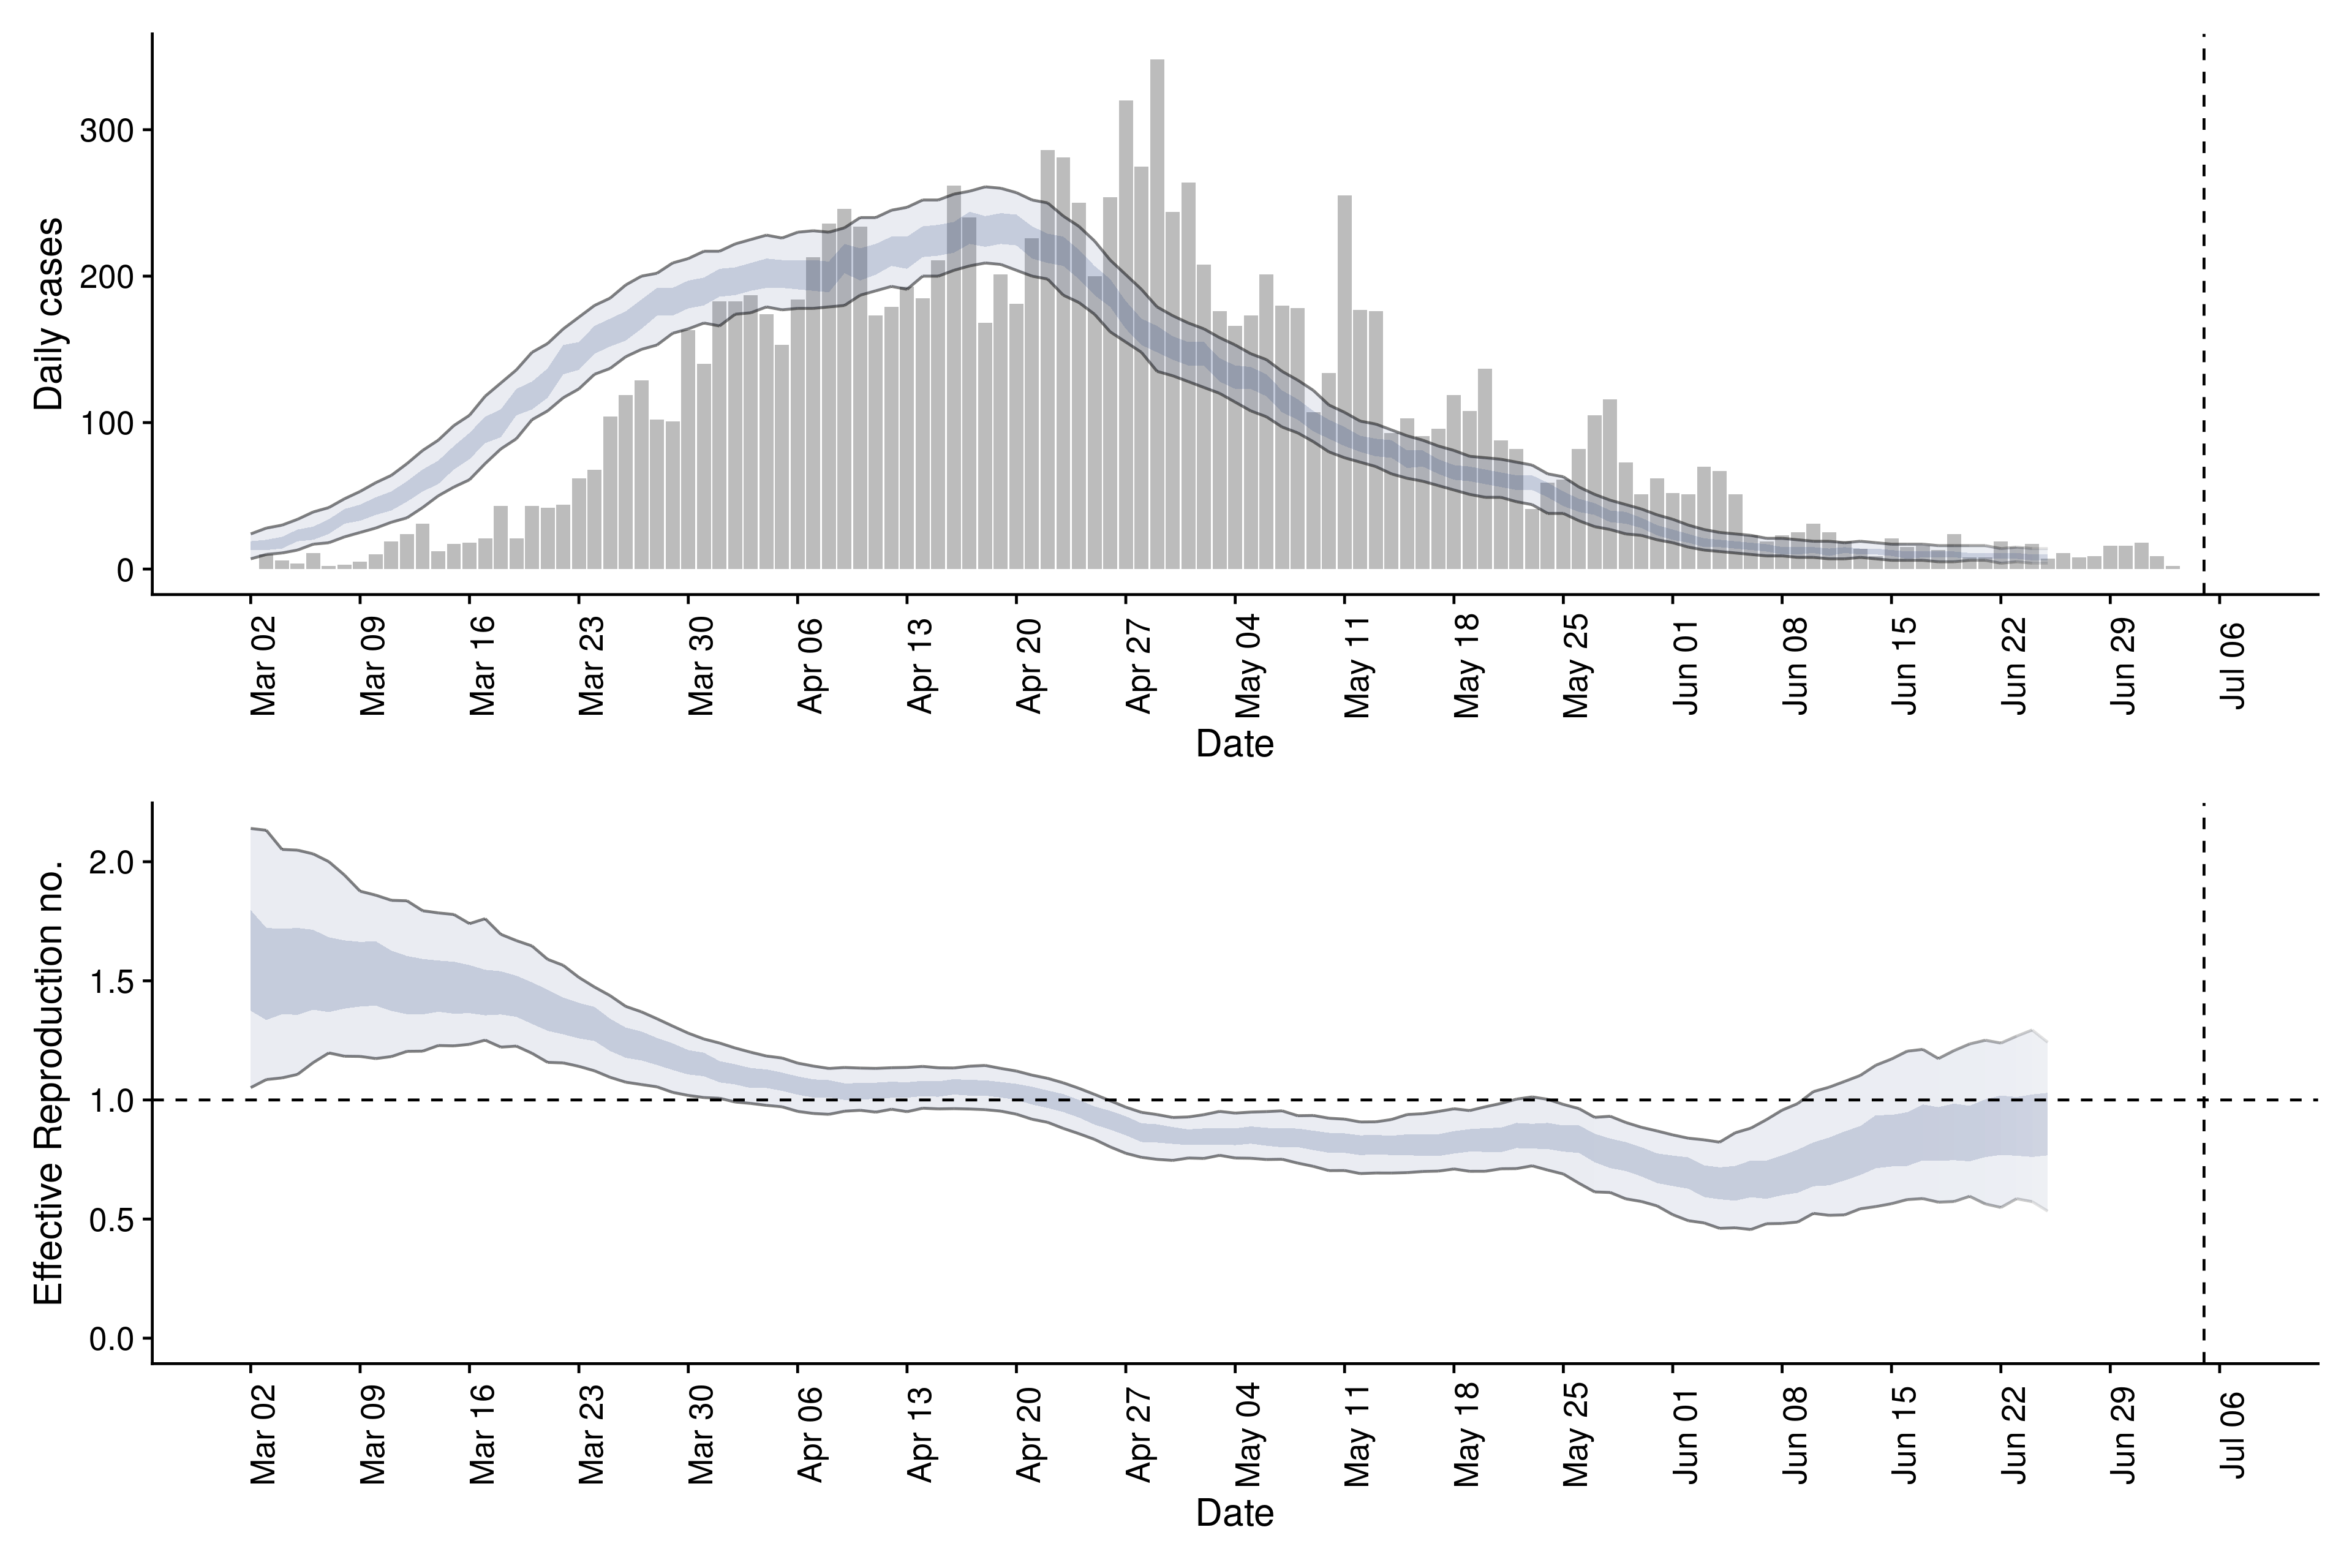 Daily cases
300
200
100
0
Mar 02
Mar 09
Mar 16
Mar 23
Mar 30
Apr 06
Apr 13
Apr 20
Apr 27
May 04
May 11
May 18
May 25
Jun 01
Jun 08
Jun 15
Jun 22
Jun 29
Jul 06
Date
Effective Reproduction no.
2.0
1.5
1.0
0.5
0.0
Mar 02
Mar 09
Mar 16
Mar 23
Mar 30
Apr 06
Apr 13
Apr 20
Apr 27
May 04
May 11
May 18
May 25
Jun 01
Jun 08
Jun 15
Jun 22
Jun 29
Jul 06
Date